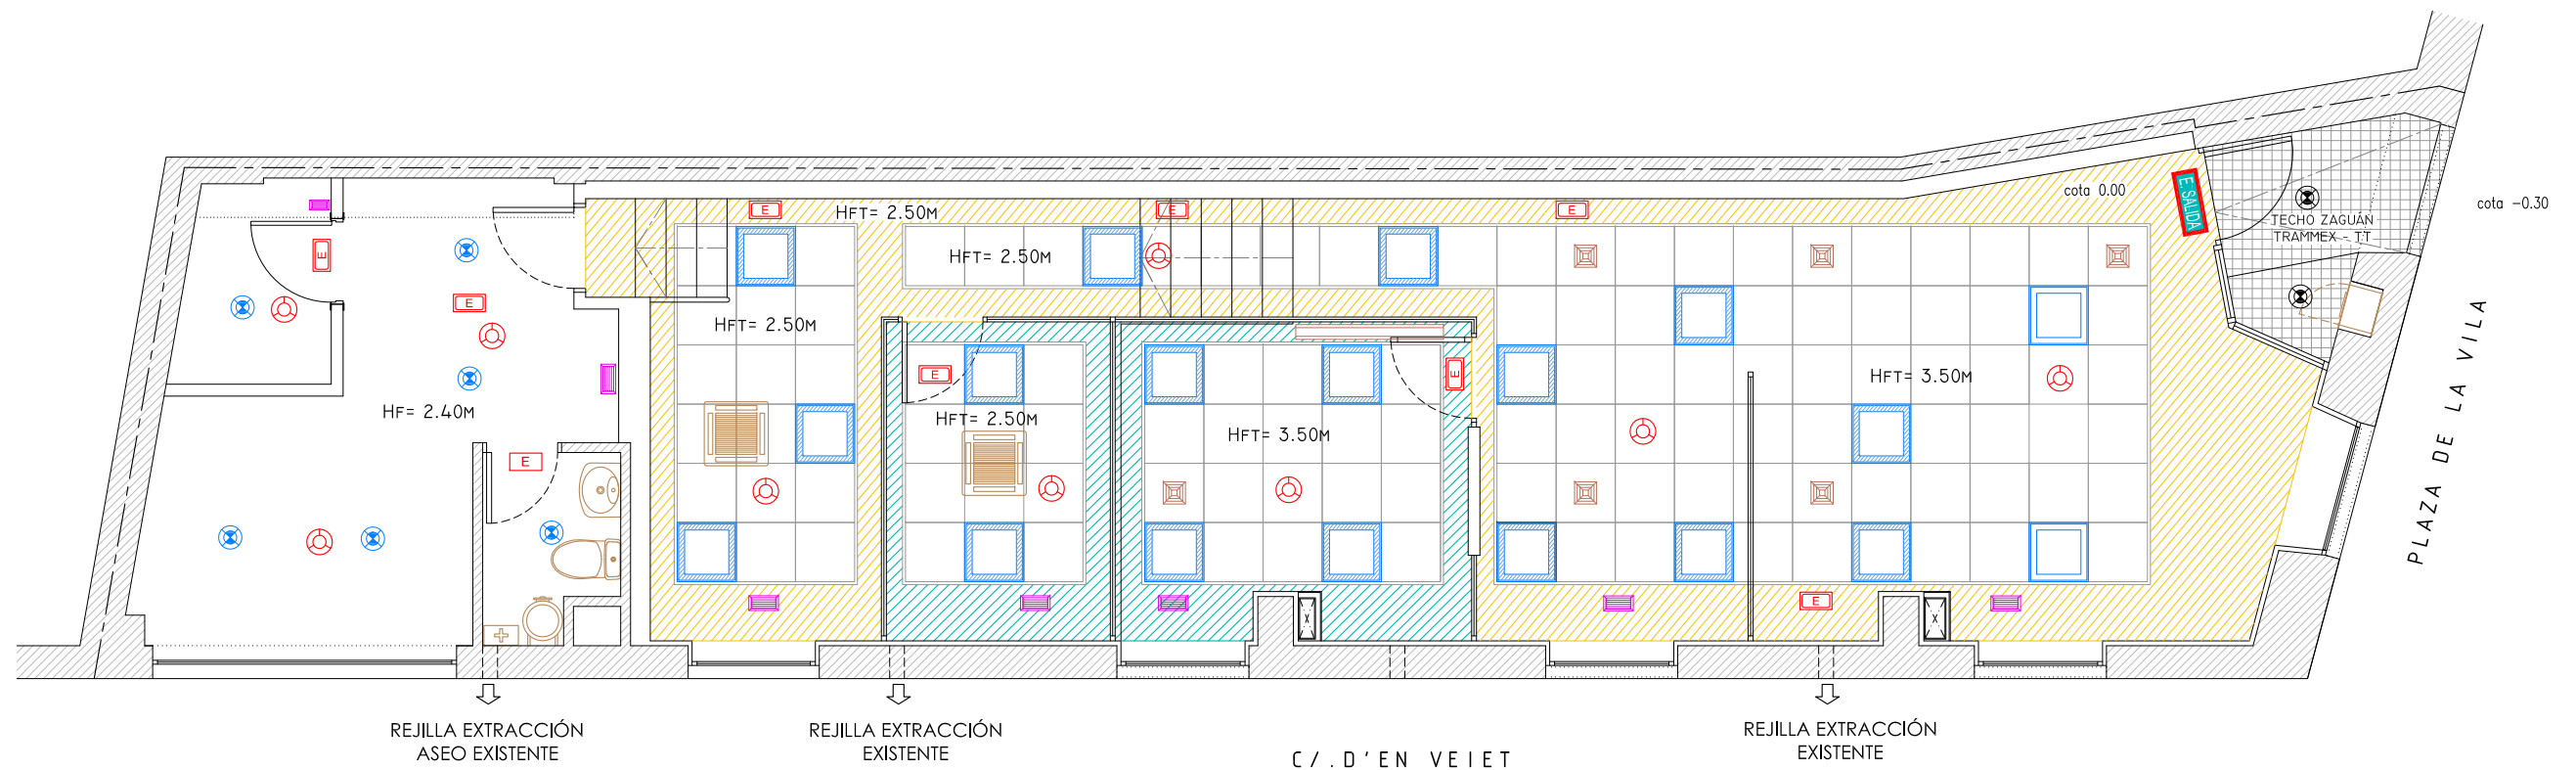 E
E
E
E
E
E
E
E
E
HFT= 2.50M
HFT= 2.50M
HFT= 2.50M
HFT= 2.50M
HF= 2.40M
HFT= 3.50M
HFT= 3.50M
cota 0.00
E. SALIDA
TECHO ZAGUÁN
TRAMMEX - TT
cota -0.30
PLAZA DE LA VILA
REJILLA EXTRACCIÓN
ASEO EXISTENTE
REJILLA EXTRACCIÓN
EXISTENTE
C/.D'EN VEIET
REJILLA EXTRACCIÓN
EXISTENTE